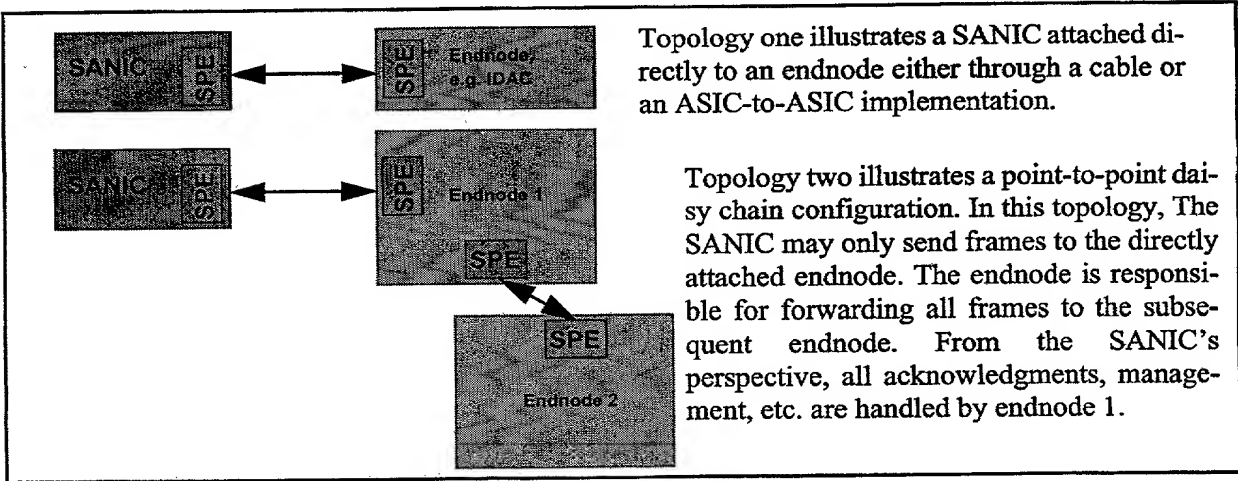 SANIC
SPE
SPE
Endnode,
e.g. IDAC
Topology one illustrates a SANIC attached di-
rectly to an endnode either through a cable or
an ASIC-to-ASIC implementation.
SANIC
SPE
SPE
Endnode 1
SPE
SPE
Endnode 2
Topology two illustrates a point-to-point dai-
sy chain configuration. In this topology, The
SANIC may only send frames to the directly
attached endnode. The endnode is responsi-
ble for forwarding all frames to the subse-
quent endnode. From the SANIC's
perspective, all acknowledgments, manage-
ment, etc. are handled by endnode 1.